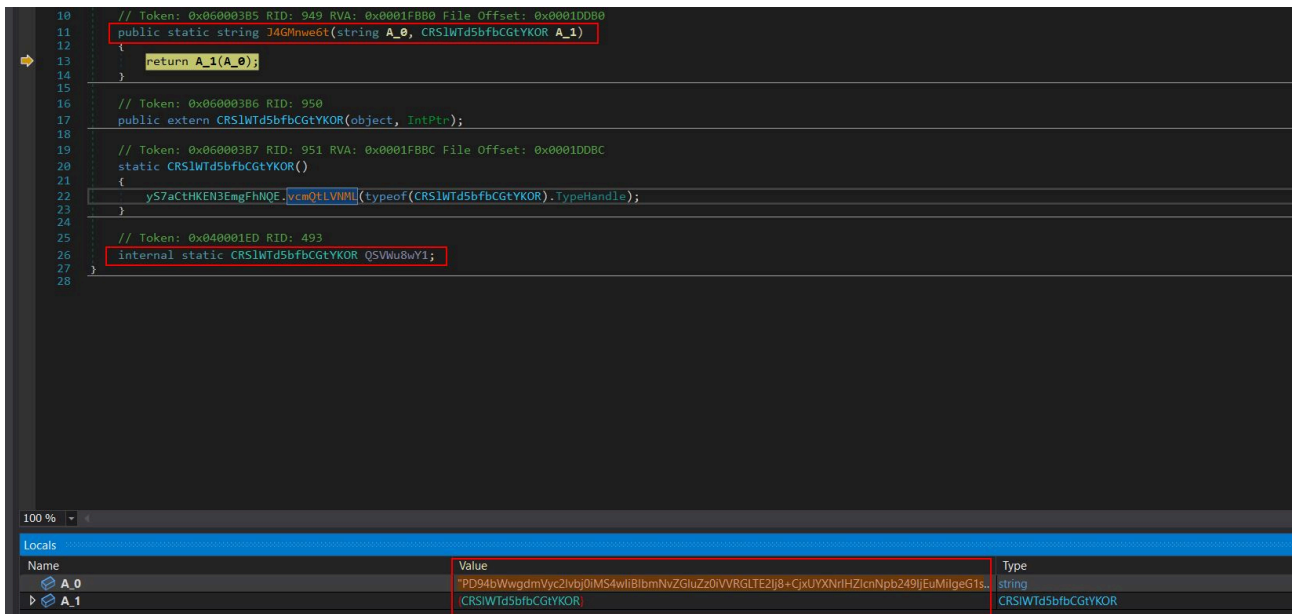 10 // Token: 0x060003B5 RID: 949 RVA: 0x0001FBB0 File Offset: 0x0001DDB0
11 public static string J4GMnwe6t(string A_0, CRSlWTd5bfbCGtYKOR A_1)
12 {
13 return A_1(A_0);
14 }
15
16 // Token: 0x060003B6 RID: 950
17 public extern CRSlWTd5bfbCGtYKOR(object, IntPtr);
18
19 // Token: 0x060003B7 RID: 951 RVA: 0x0001FBBC File Offset: 0x0001DDBC
20 static CRSlWTd5bfbCGtYKOR()
21 {
22 yS7aCtHKEN3EmgFhNQE.vcmQtLVNML(typeof(CRSlWTd5bfbCGtYKOR).TypeHandle);
23 }
24
25 // Token: 0x040001ED RID: 493
26 internal static CRSlWTd5bfbCGtYKOR QSVWu8wY1;
27 }
28
100 %
Locals
Name Value Type
A_0 "PD94bWwgdmVyc2lvbj0iMS4wIiBlbmNvZGluZz0iVVRGLTE2Ij8+CjxUYXNrIHZlcnNpb249IjEuMiIgeG1s... string
A_1 {CRSlWTd5bfbCGtYKOR} CRSlWTd5bfbCGtYKOR